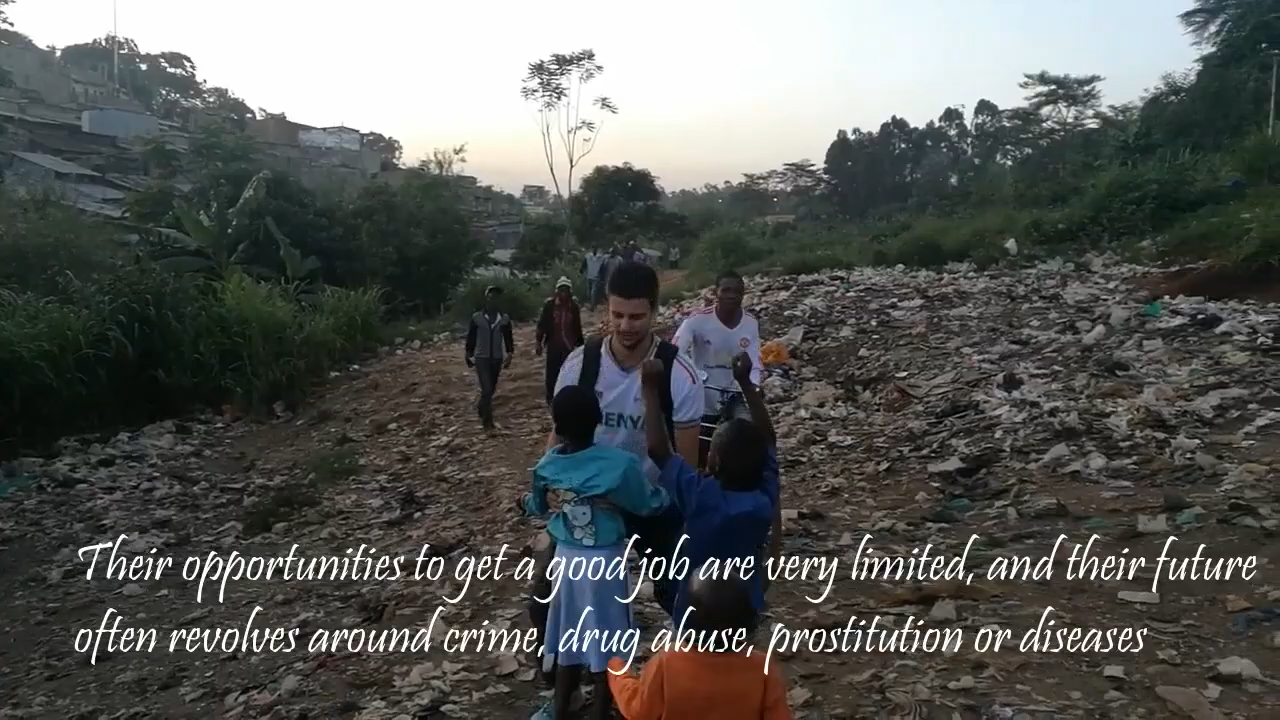 KENYA
Their opportunities to get a good job are very limited, and their future
often revolves around crime, drug abuse, prostitution or diseases